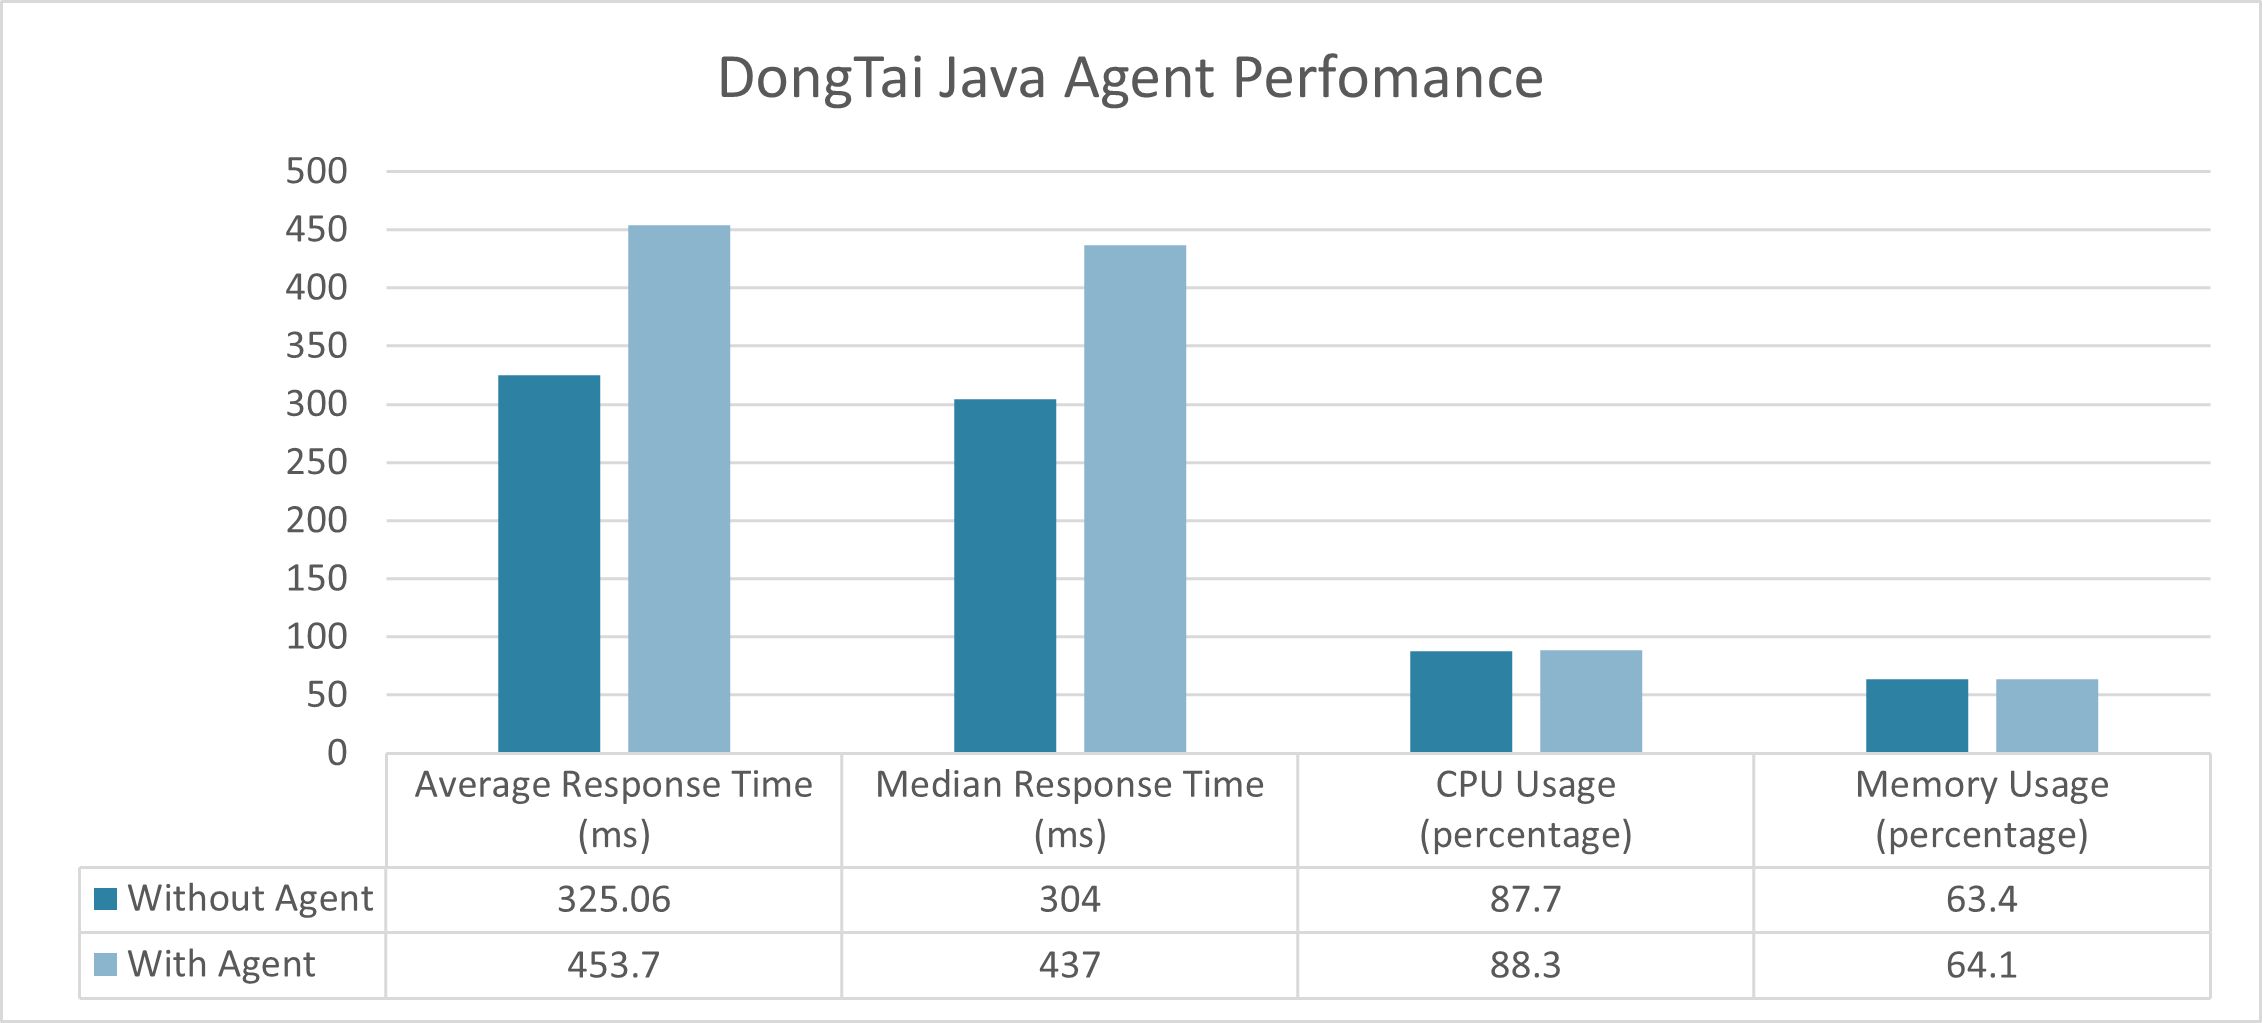 DongTai Java Agent Perfomance
500
450
400
350
300
250
200
150
100
50
0
Average Response Time
(ms)
Median Response Time
(ms)
CPU Usage
(percentage)
Memory Usage
(percentage)
Without Agent 325.06 304 87.7 63.4
With Agent 453.7 437 88.3 64.1